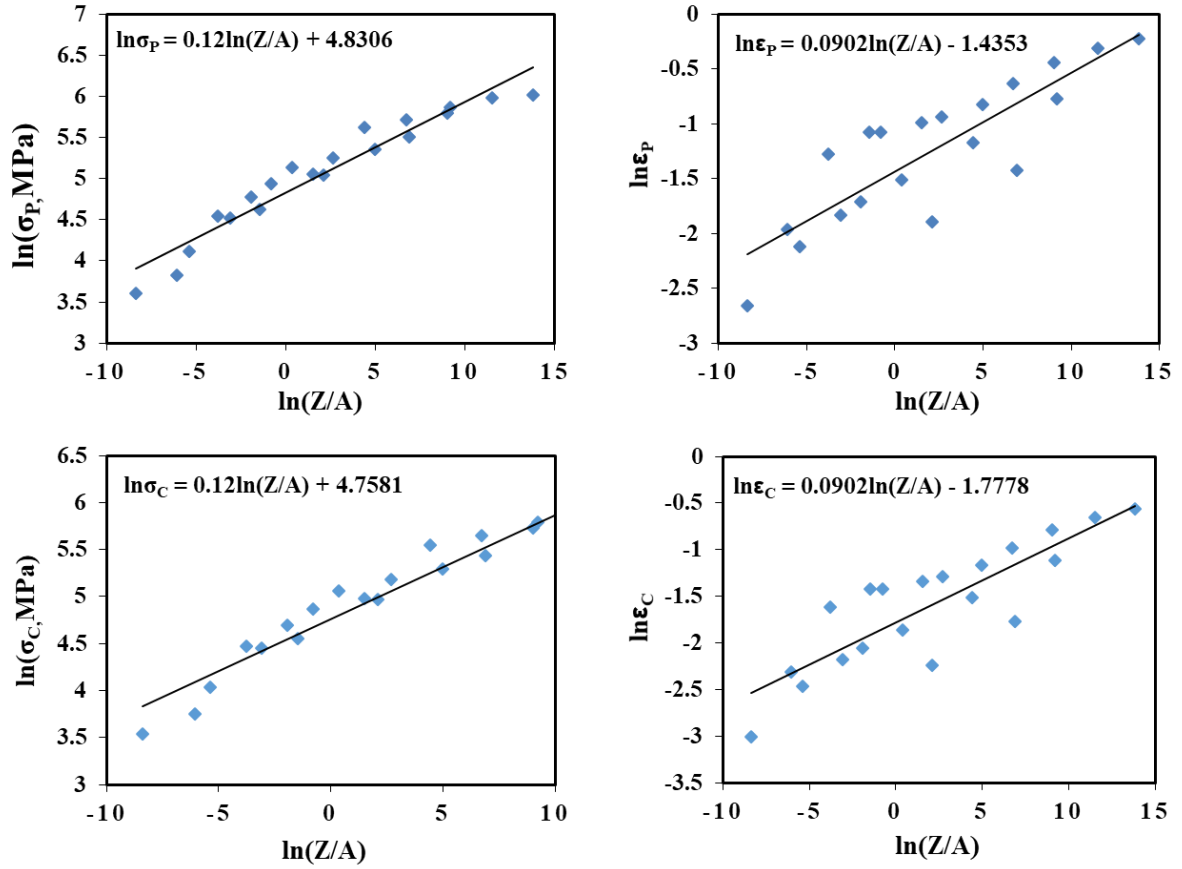 lnσP = 0.12ln(Z/A) + 4.8306
7
6.5
6
5.5
5
4.5
4
3.5
3
ln(σP,MPa)
-10 -5 0 5 10 15
ln(Z/A)
lnεP = 0.0902ln(Z/A) - 1.4353
0
-0.5
-1
-1.5
-2
-2.5
-3
lnεP
-10 -5 0 5 10 15
ln(Z/A)
lnσC = 0.12ln(Z/A) + 4.7581
6.5
6
5.5
5
4.5
4
3.5
3
ln(σC,MPa)
-10 -5 0 5 10
ln(Z/A)
lnεC = 0.0902ln(Z/A) - 1.7778
0
-0.5
-1
-1.5
-2
-2.5
-3
-3.5
lnεC
-10 -5 0 5 10 15
ln(Z/A)